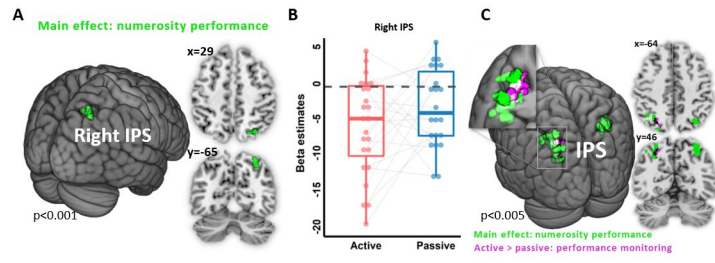 A
Main effect: numerosity performance
x=29
Right IPS
y=-65
p<0.001
B
Right IPS
Beta estimates
5
0
-5
-10
-15
-20
Active
Passive
C
x=-64
IPS
y=46
p<0.005
Main effect: numerosity performance
Active > passive: performance monitoring